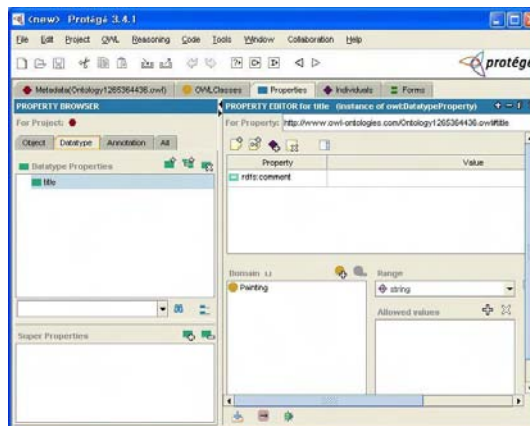 <new> Protégé 3.4.1
File Edit Project OWL Reasoning Code Tools Window Collaboration Help
protégé
Metadata(Ontology1265364436.owl) OWLClasses Properties Individuals Forms
PROPERTY BROWSER
For Project:
Object Datatype Annotation All
Datatype Properties
title
Super Properties
PROPERTY EDITOR for title (instance of owl:DatatypeProperty)
For Property: http://www.owl-ontologies.com/Ontology1265364436.owl#title
Property Value
rdfs:comment
Domain
Painting
Range
string
Allowed values